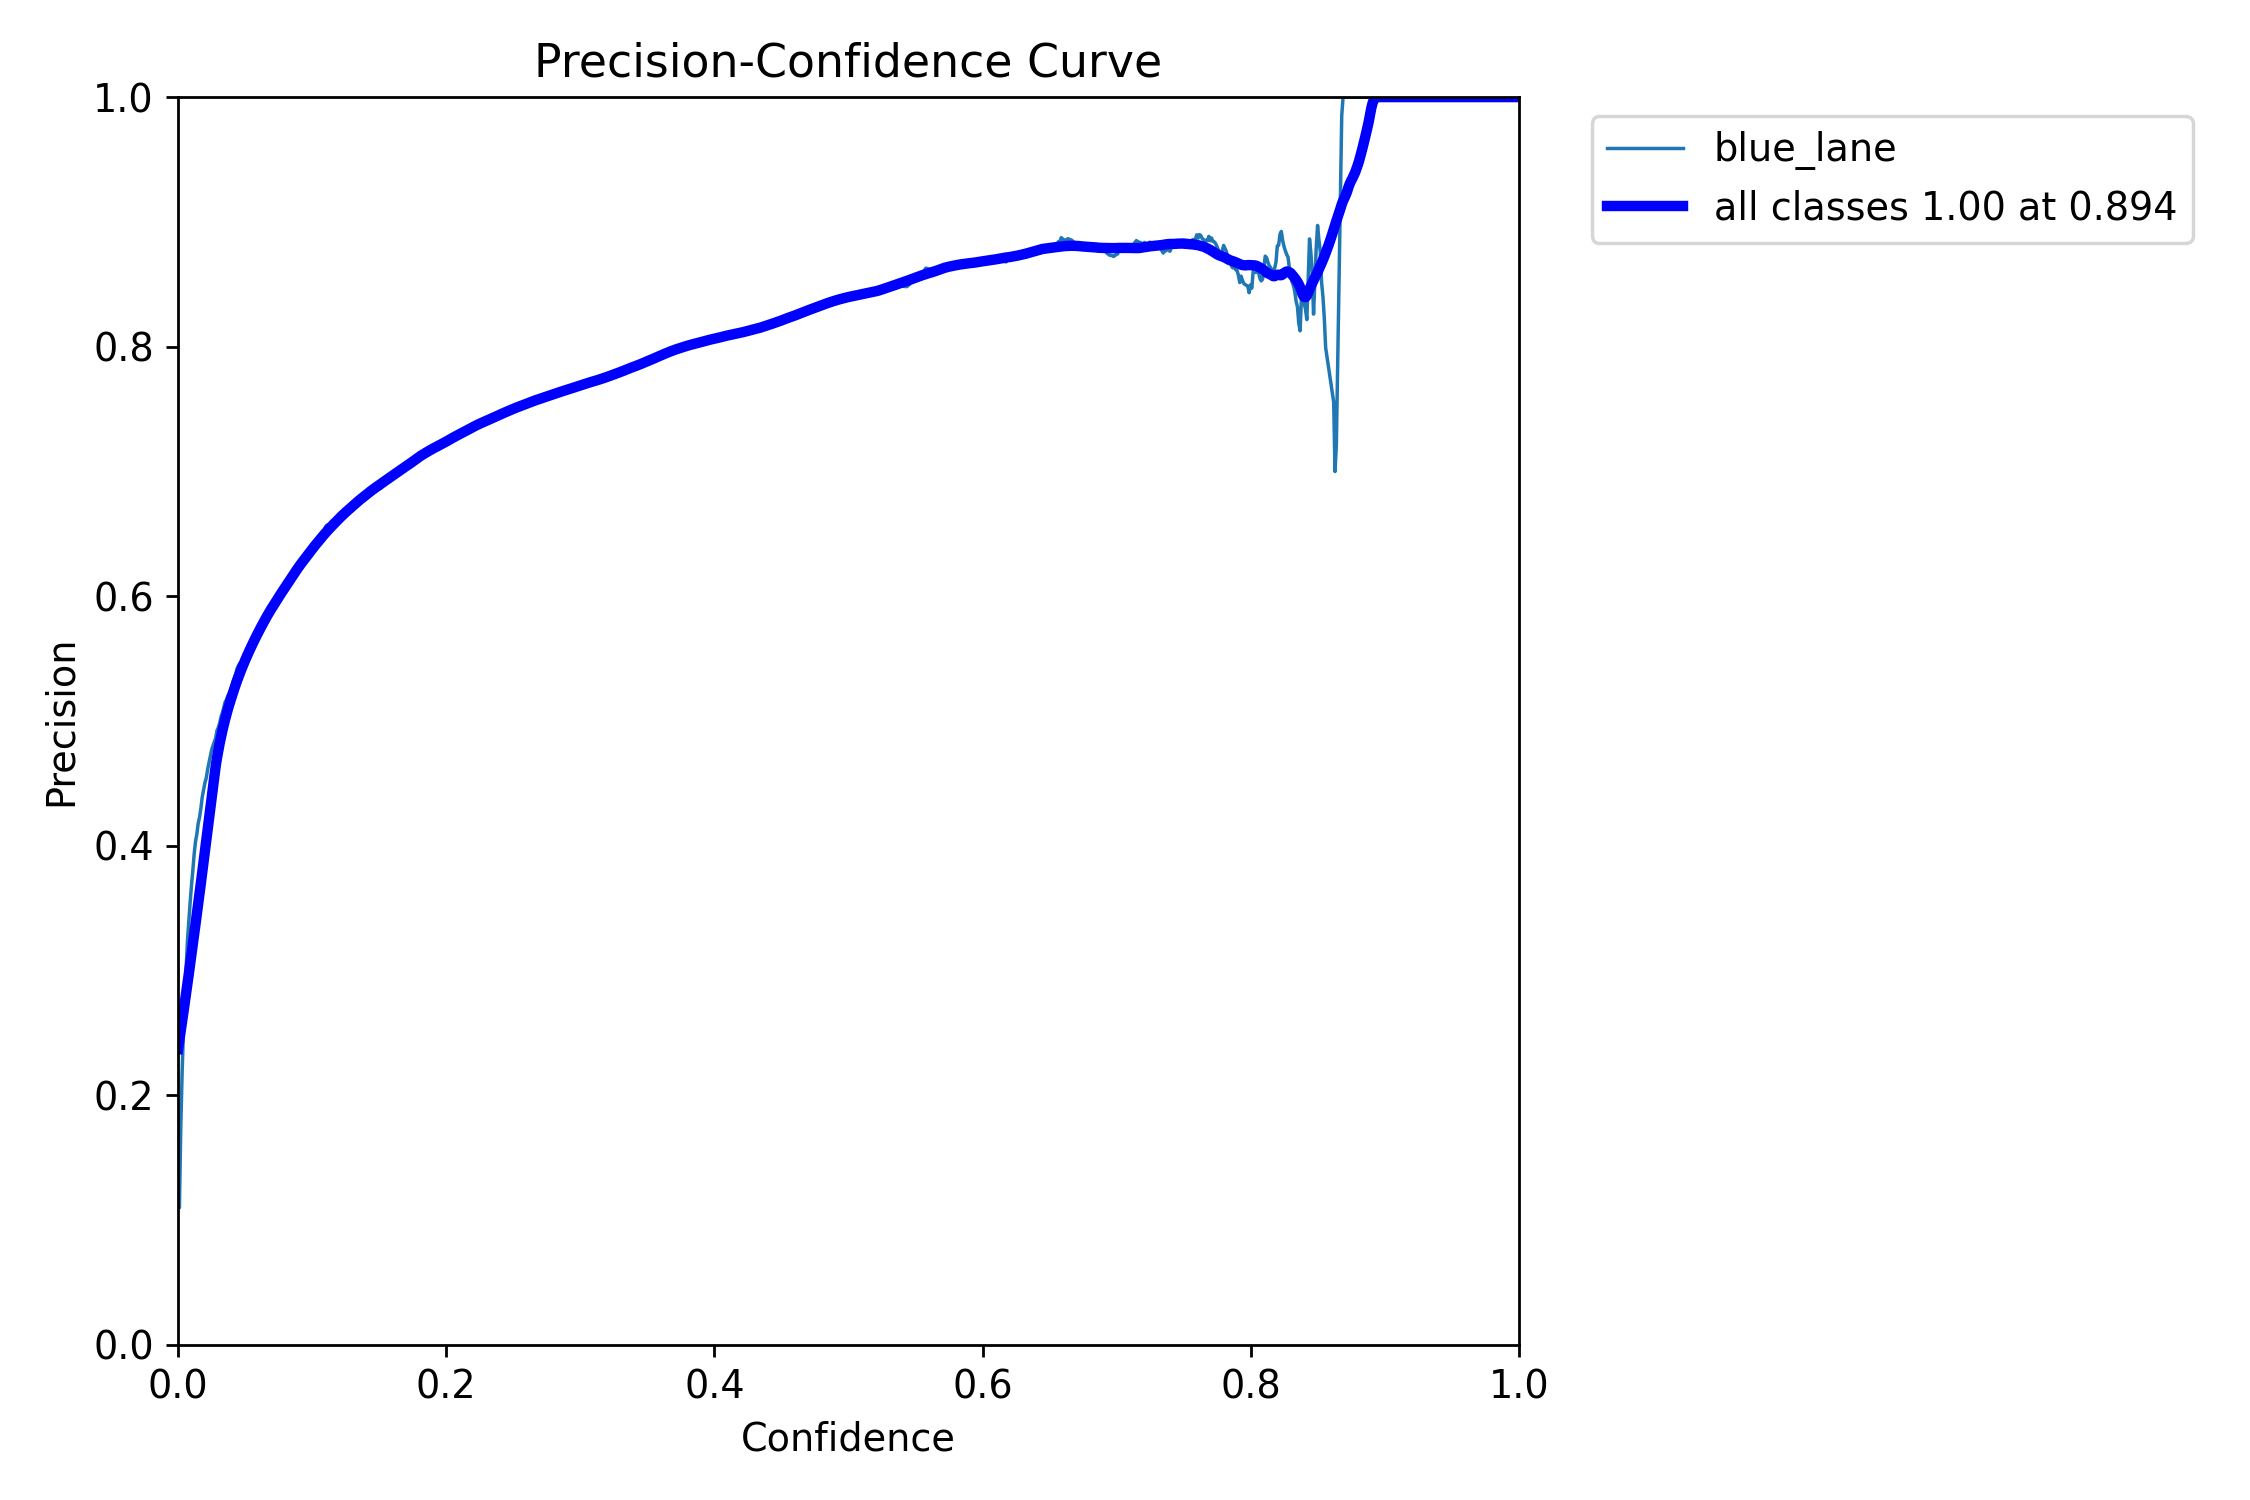 Precision-Confidence Curve
1.0
0.8
0.6
0.4
0.2
0.0
Precision
0.0 0.2 0.4 0.6 0.8 1.0
Confidence
blue_lane
all classes 1.00 at 0.894